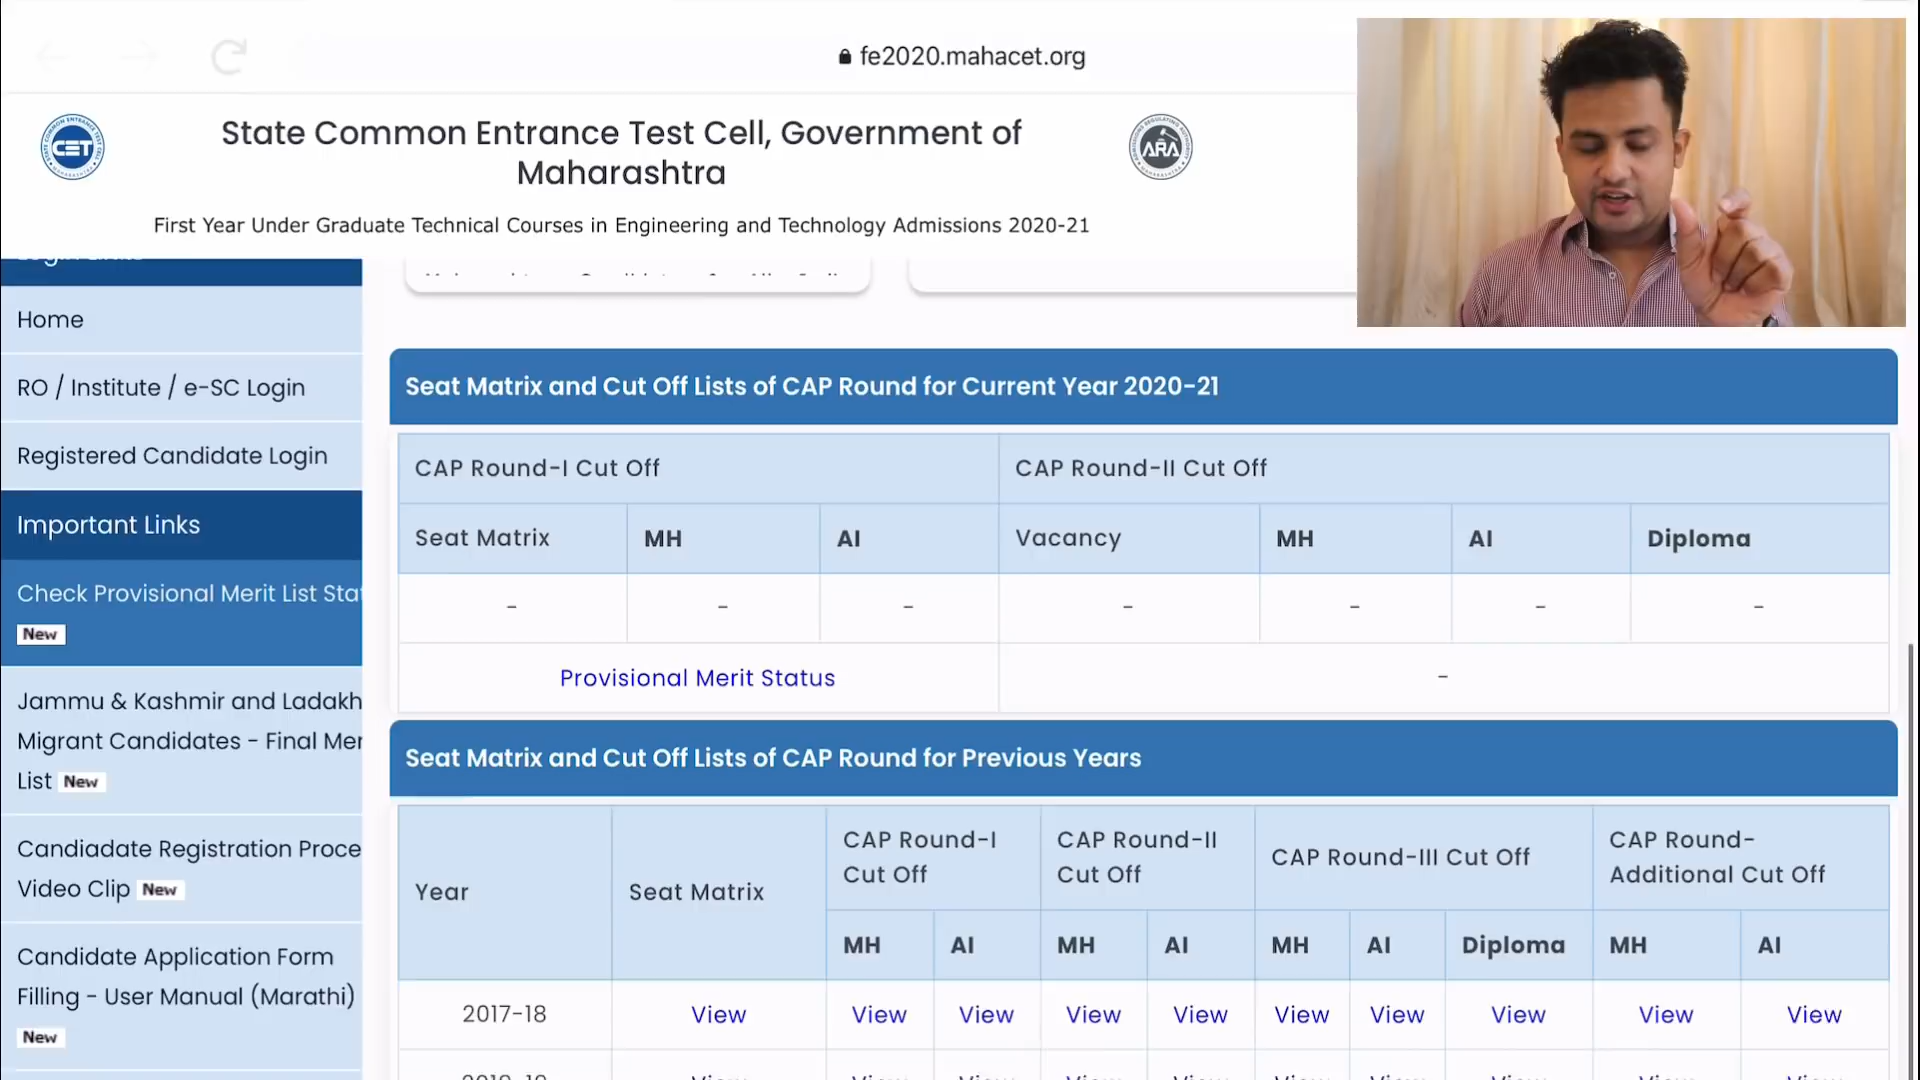 fe2020.mahacet.org
CET
State Common Entrance Test Cell, Government of
Maharashtra
ARA
First Year Under Graduate Technical Courses in Engineering and Technology Admissions 2020-21
Home
RO / Institute / e-SC Login
Registered Candidate Login
Important Links
Check Provisional Merit List Stat
New
Jammu & Kashmir and Ladakh
Migrant Candidates - Final Mer
List New
Candiadate Registration Proce
Video Clip New
Candidate Application Form
Filling - User Manual (Marathi)
New
Seat Matrix and Cut Off Lists of CAP Round for Current Year 2020-21
CAP Round-I Cut Off CAP Round-II Cut Off
Seat Matrix MH AI Vacancy MH AI Diploma
- - - - - - -
Provisional Merit Status -
Seat Matrix and Cut Off Lists of CAP Round for Previous Years
Year Seat Matrix CAP Round-I Cut Off CAP Round-II Cut Off CAP Round-III Cut Off CAP Round-Additional Cut Off
MH AI MH AI MH AI Diploma MH AI
2017-18 View View View View View View View View View View